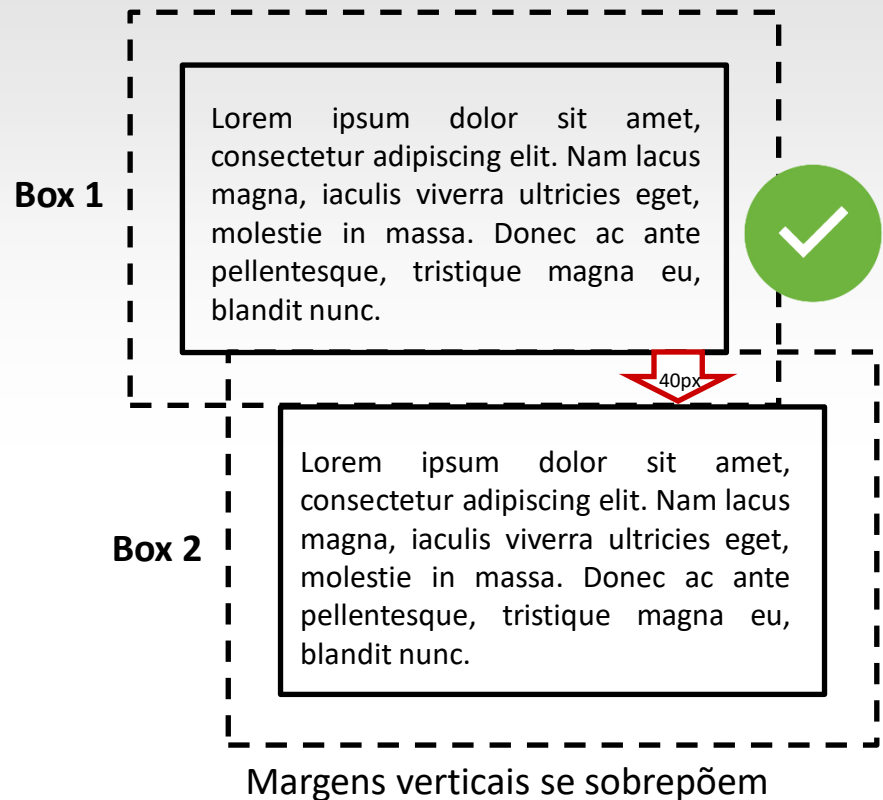 Lorem ipsum dolor sit amet,
consectetur adipiscing elit. Nam lacus
magna, iaculis viverra ultricies eget,
molestie in massa. Donec ac ante
pellentesque, tristique magna eu,
blandit nunc.
Box 1
40px
Lorem ipsum dolor sit amet,
consectetur adipiscing elit. Nam lacus
magna, iaculis viverra ultricies eget,
molestie in massa. Donec ac ante
pellentesque, tristique magna eu,
blandit nunc.
Box 2
Margens verticais se sobrepõem